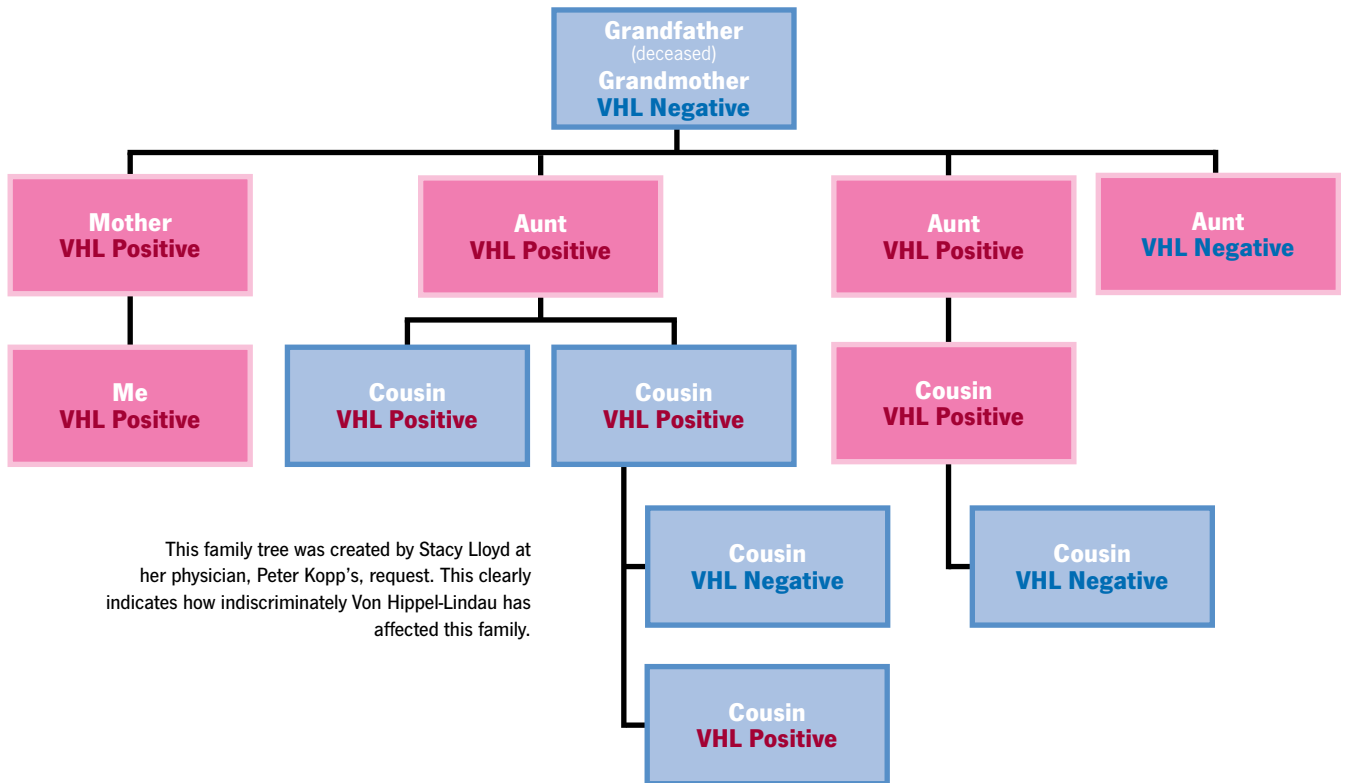 Grandfather
(deceased)
Grandmother
VHL Negative
Mother
VHL Positive
Aunt
VHL Positive
Aunt
VHL Positive
Aunt
VHL Negative
Me
VHL Positive
Cousin
VHL Positive
Cousin
VHL Positive
Cousin
VHL Positive
Cousin
VHL Negative
Cousin
VHL Negative
Cousin
VHL Positive
This family tree was created by Stacy Lloyd at
her physician, Peter Kopp’s, request. This clearly
indicates how indiscriminately Von Hippel-Lindau has
affected this family.